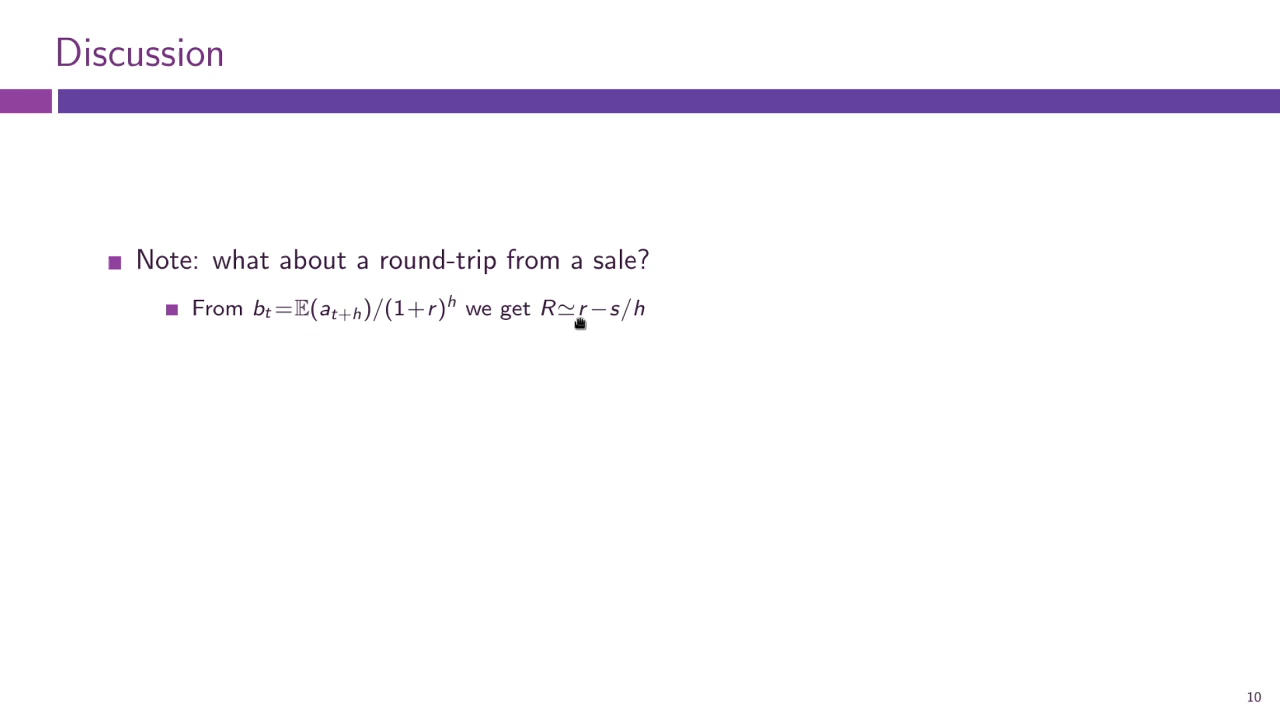 Discussion
Note: what about a round-trip from a sale?
From bₜ=𝔼(aₜ₊ₕ)/(1+r)ʰ we get R≃r−s/h
10